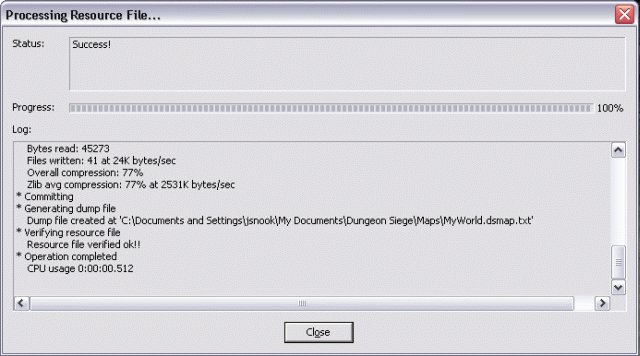 Processing Resource File...
Status:
Success!
Progress:
100%
Log:
Bytes read: 45273
Files written: 41 at 24K bytes/sec
Overall compression: 77%
Zlib avg compression: 77% at 2531K bytes/sec
* Committing
* Generating dump file
Dump file created at 'C:\Documents and Settings\jsnook\My Documents\Dungeon Siege\Maps\MyWorld.dsmap.txt'
* Verifying resource file
Resource file verified ok!!
* Operation completed
CPU usage 0:00:00.512
Close